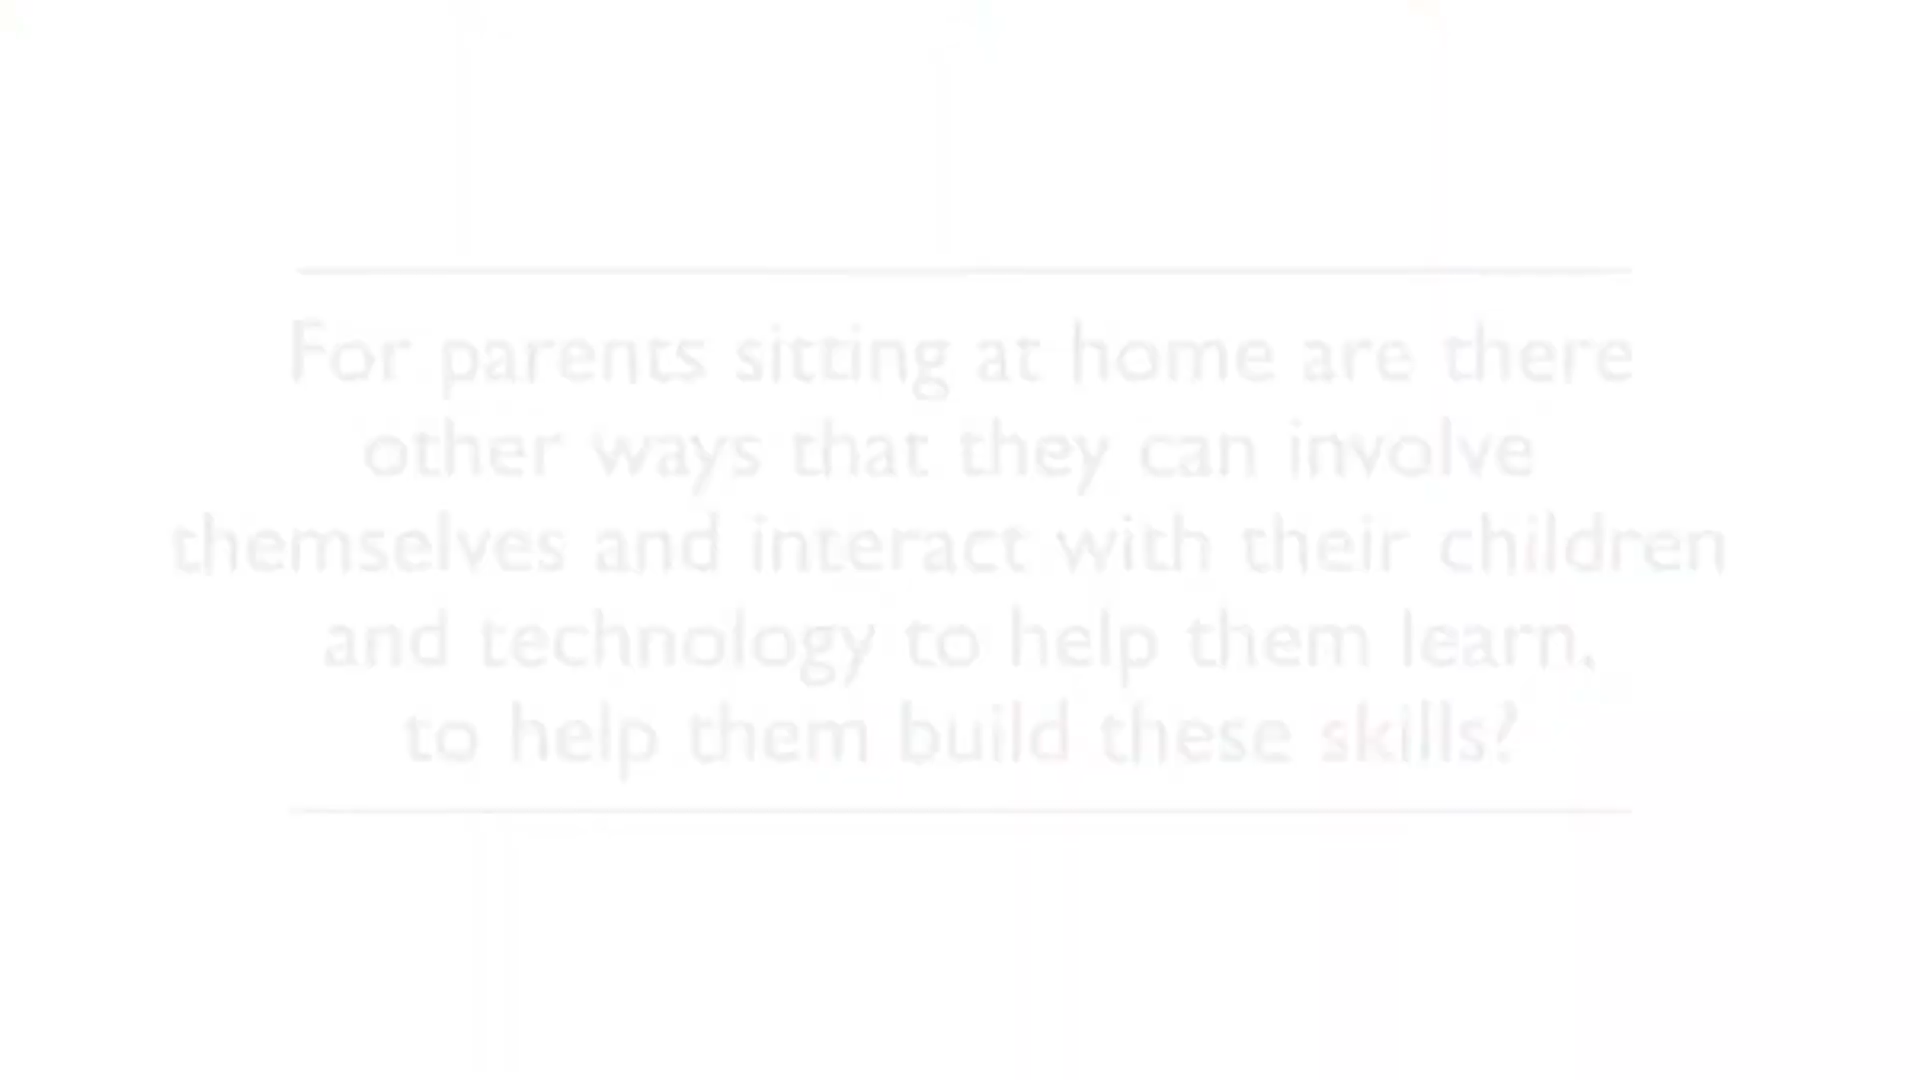 For parents sitting at home are there
other ways that they can involve
themselves and interact with their children
and technology to help them learn,
to help them build these skills?